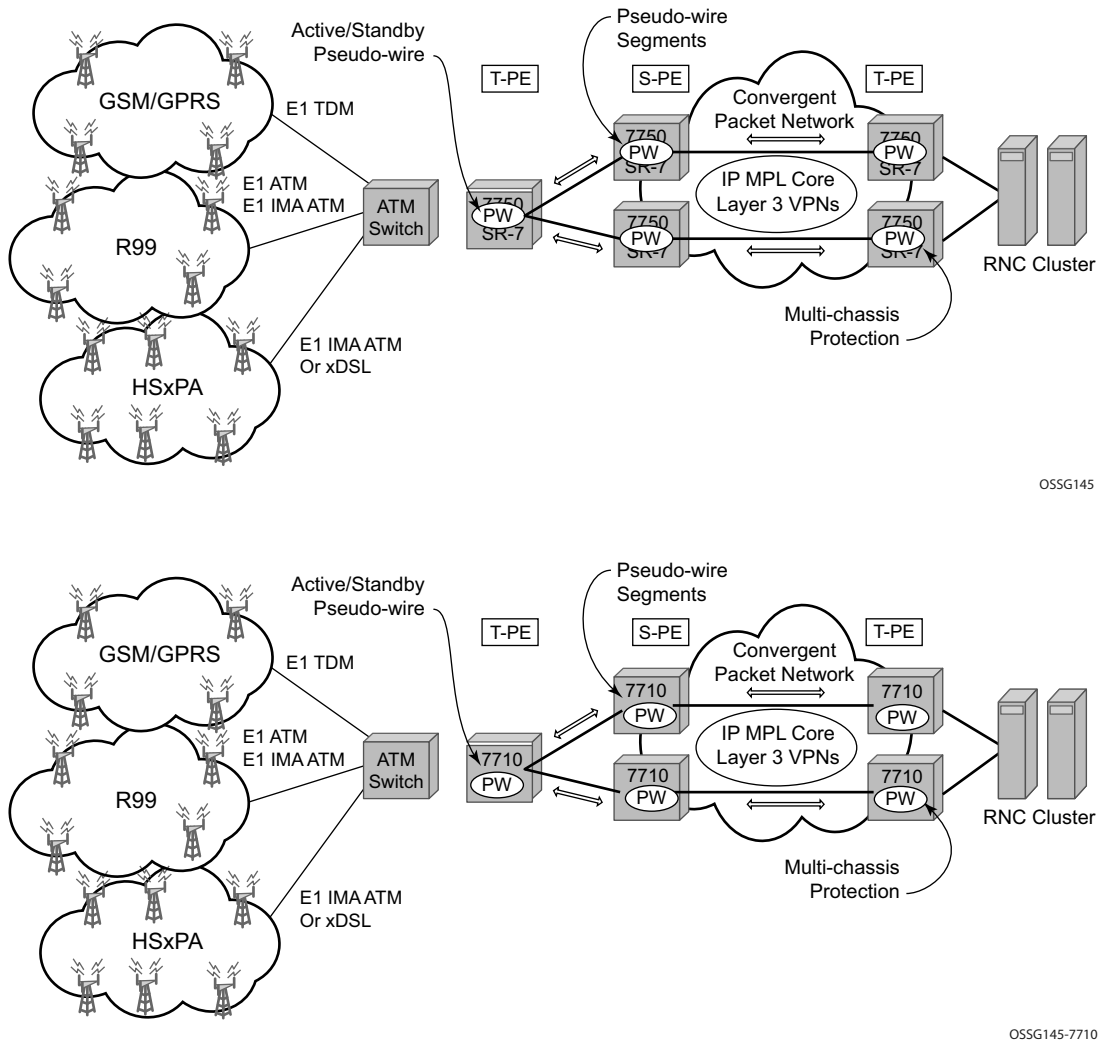 Active/Standby
Pseudo-wire
Pseudo-wire
Segments
T-PE
S-PE
T-PE
GSM/GPRS
E1 TDM
Convergent
Packet Network
7750
PW
SR-7
7750
PW
SR-7
E1 ATM
E1 IMA ATM
ATM
Switch
7750
PW
SR-7
IP MPL Core
Layer 3 VPNs
R99
7750
PW
SR-7
7750
PW
SR-7
RNC Cluster
Multi-chassis
Protection
E1 IMA ATM
Or xDSL
HSxPA
OSSG145
Active/Standby
Pseudo-wire
Pseudo-wire
Segments
T-PE
S-PE
T-PE
GSM/GPRS
E1 TDM
Convergent
Packet Network
7710
PW
7710
PW
E1 ATM
E1 IMA ATM
ATM
Switch
7710
PW
IP MPL Core
Layer 3 VPNs
R99
7710
PW
7710
PW
RNC Cluster
Multi-chassis
Protection
E1 IMA ATM
Or xDSL
HSxPA
OSSG145-7710